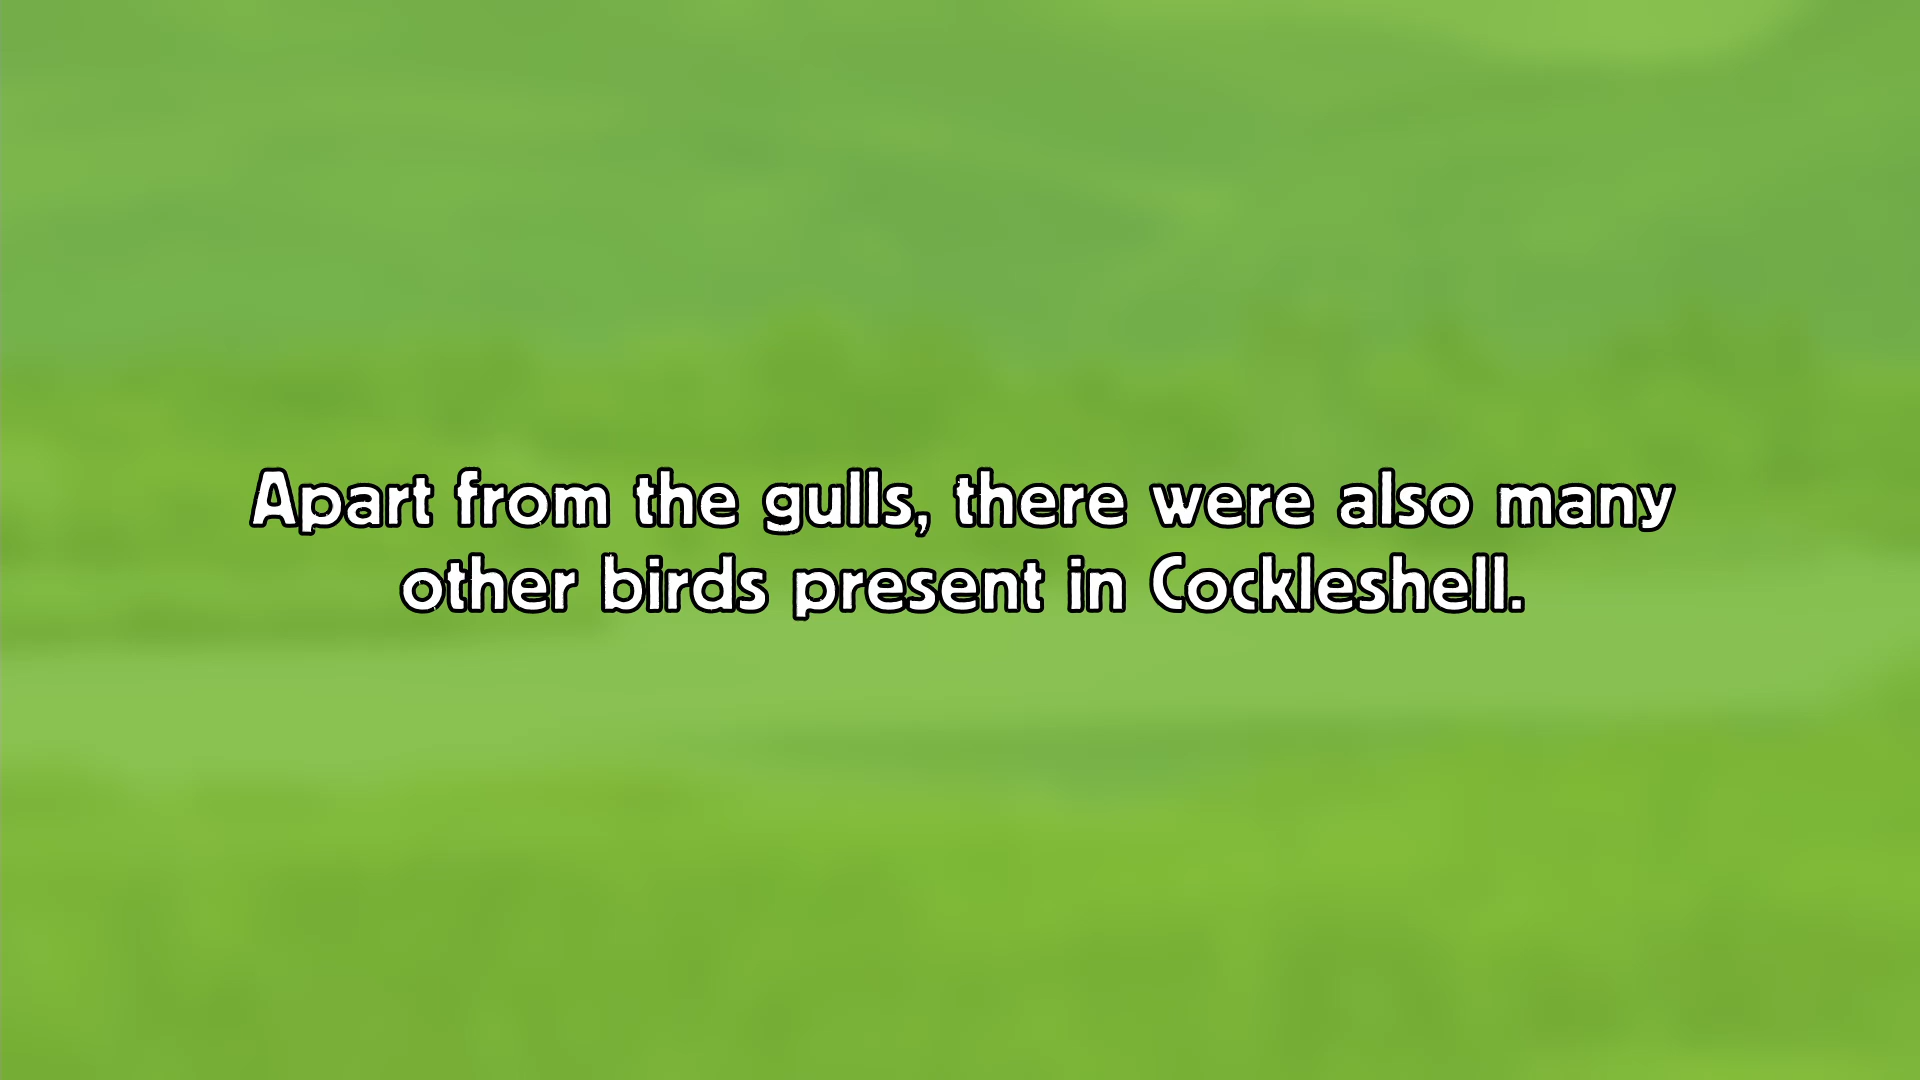 Apart from the gulls, there were also many
other birds present in Cockleshell.